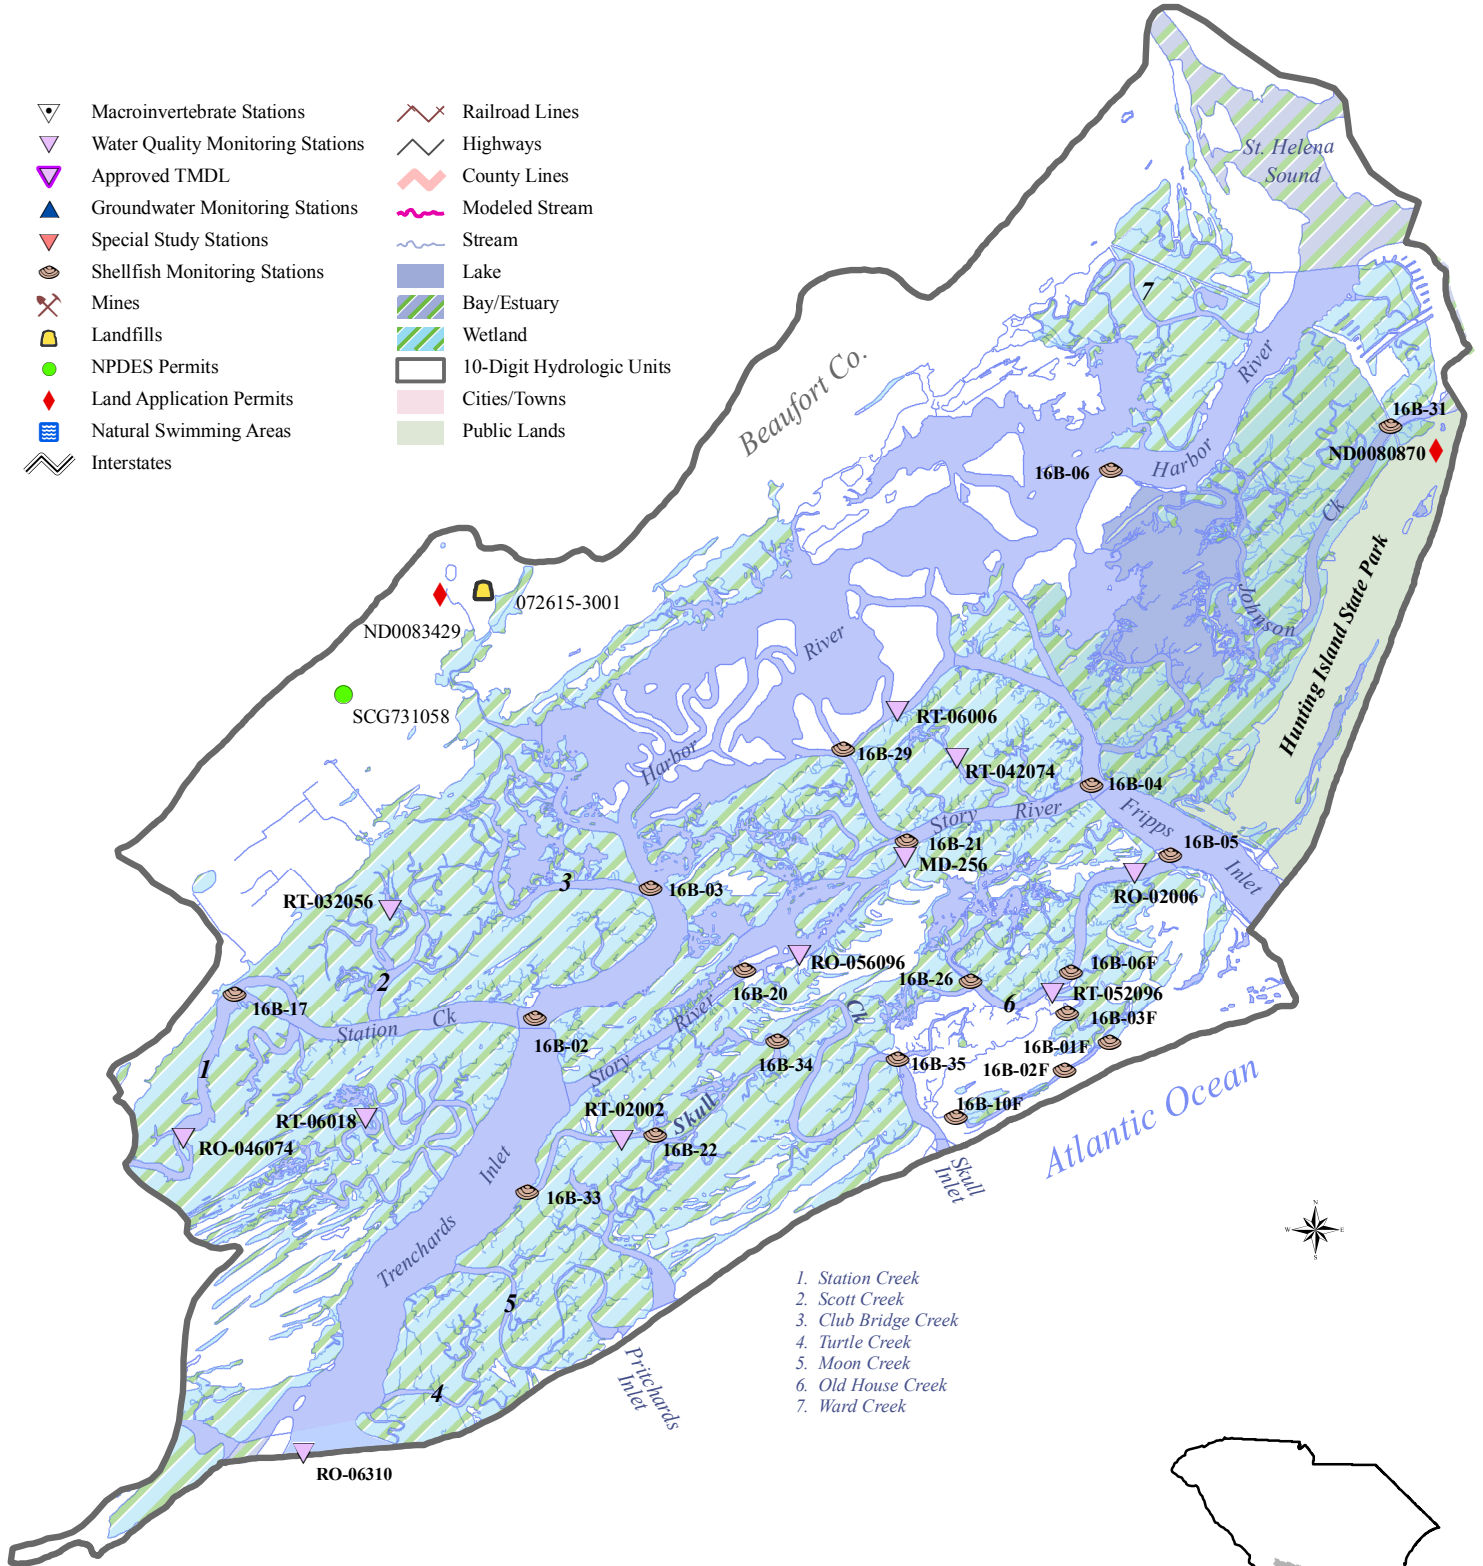 Macroinvertebrate Stations
Water Quality Monitoring Stations
Approved TMDL
Groundwater Monitoring Stations
Special Study Stations
Shellfish Monitoring Stations
Mines
Landfills
NPDES Permits
Land Application Permits
Natural Swimming Areas
Interstates
Railroad Lines
Highways
County Lines
Modeled Stream
Stream
Lake
Bay/Estuary
Wetland
10-Digit Hydrologic Units
Cities/Towns
Public Lands
St. Helena
Sound
7
River
Beaufort Co.
16B-31
ND0080870
16B-06
Harbor
Ck
Johnson
Hunting Island State Park
072615-3001
ND0083429
SCG731058
River
Harbor
RT-06006
16B-29
RT-042074
16B-04
Story
River
Fripps
Inlet
16B-05
16B-21
MD-256
RO-02006
3
16B-03
RT-032056
2
RO-056096
16B-20
16B-26
16B-06F
RT-052096
6
16B-03F
16B-17
Station
Ck
16B-02
River
Story
Ck
16B-34
16B-35
16B-01F
16B-02F
16B-10F
1
RT-06018
RO-046074
RT-02002
Skull
16B-22
Inlet
Trenchards
16B-33
Skull
Inlet
Atlantic Ocean
N
W
E
S
5
4
Pritchards
Inlet
RO-06310
1. Station Creek
2. Scott Creek
3. Club Bridge Creek
4. Turtle Creek
5. Moon Creek
6. Old House Creek
7. Ward Creek